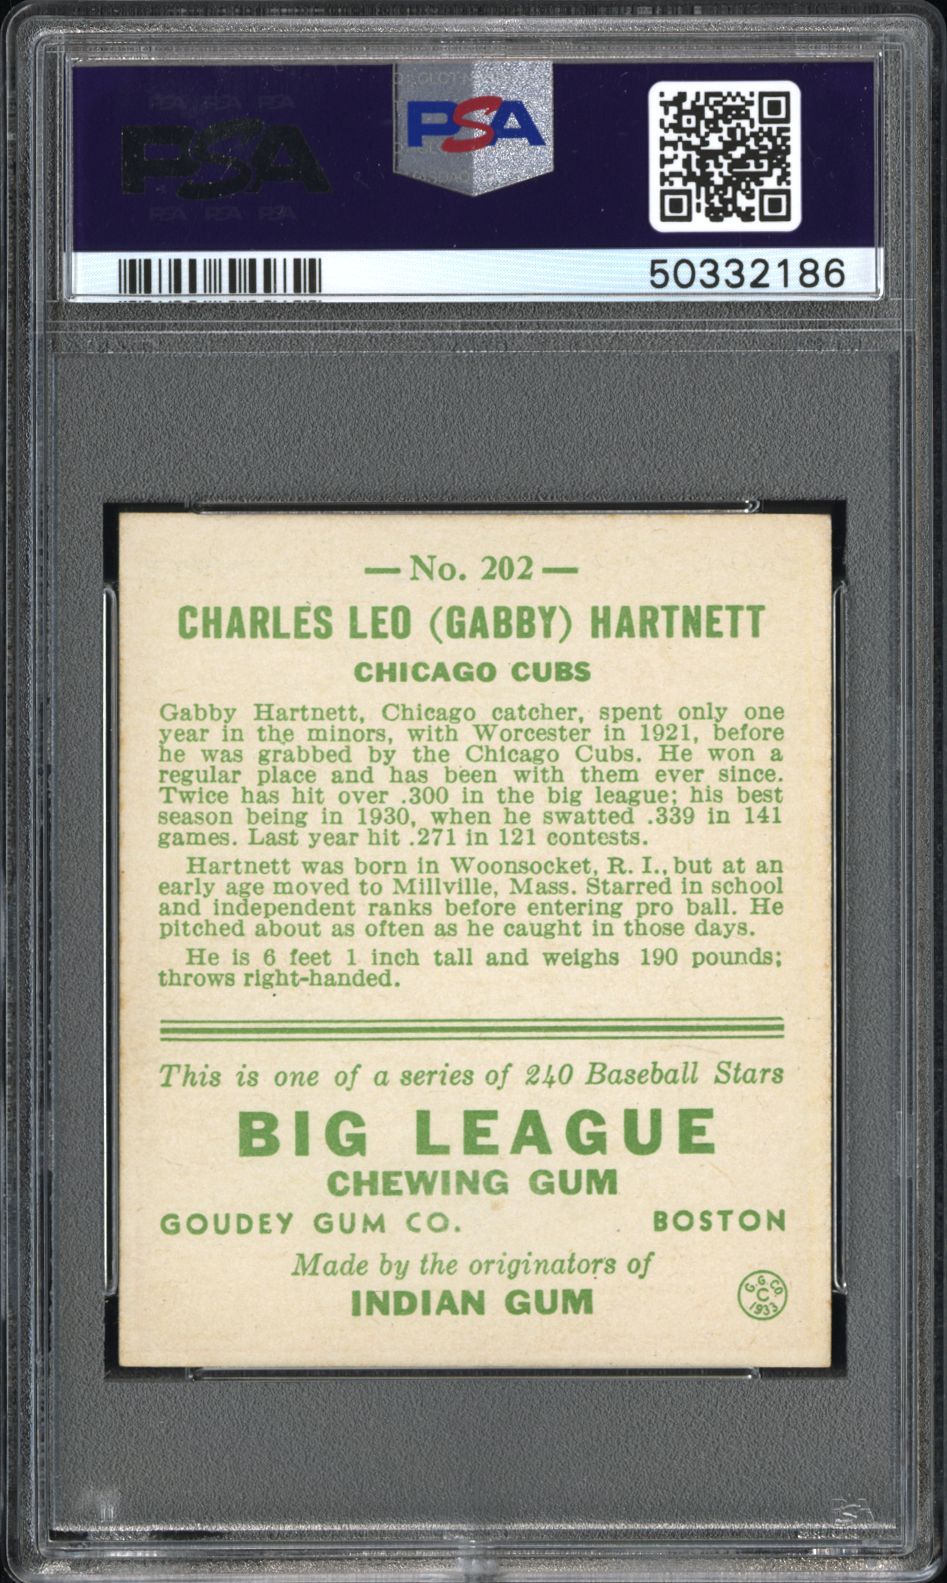 PSA
PSA
50332186
— No. 202 —
CHARLES LEO (GABBY) HARTNETT
CHICAGO CUBS
Gabby Hartnett, Chicago catcher, spent only one
year in the minors, with Worcester in 1921, before
he was grabbed by the Chicago Cubs. He won a
regular place and has been with them ever since.
Twice has hit over .300 in the big league; his best
season being in 1930, when he swatted .339 in 141
games. Last year hit .271 in 121 contests.
Hartnett was born in Woonsocket, R. I., but at an
early age moved to Millville, Mass. Starred in school
and independent ranks before entering pro ball. He
pitched about as often as he caught in those days.
He is 6 feet 1 inch tall and weighs 190 pounds;
throws right-handed.
This is one of a series of 240 Baseball Stars
BIG LEAGUE
CHEWING GUM
GOUDEY GUM CO. BOSTON
Made by the originators of
INDIAN GUM
G. G. CO.
C
1933
PSA